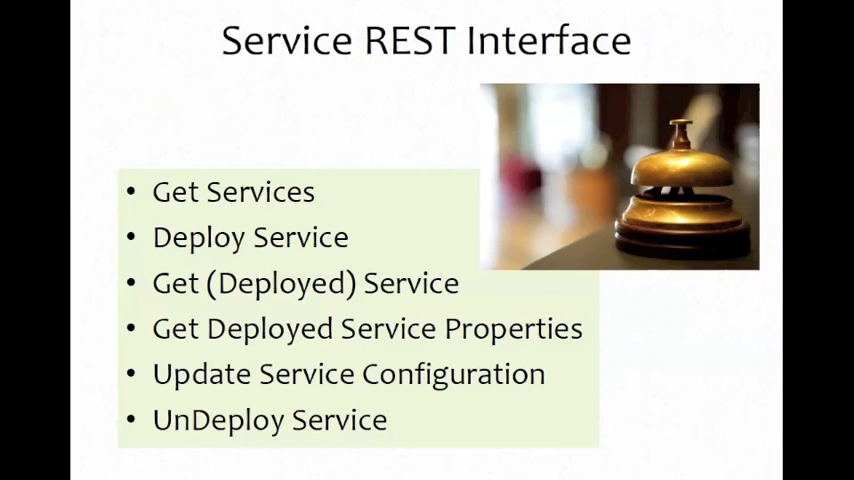 Service REST Interface
• Get Services
• Deploy Service
• Get (Deployed) Service
• Get Deployed Service Properties
• Update Service Configuration
• UnDeploy Service